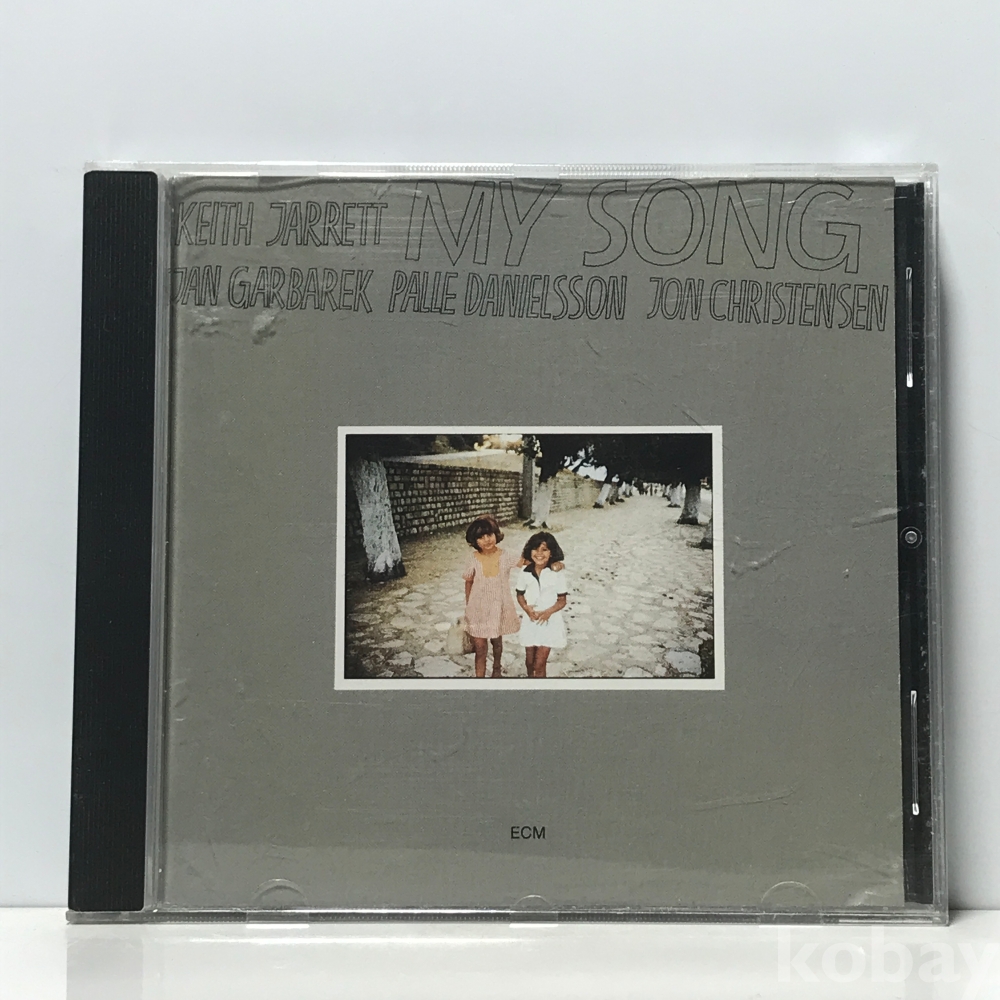 KEITH JARRETT MY SONG
JAN GARBAREK PALLE DANIELSSON JON CHRISTENSEN
ECM
kobay